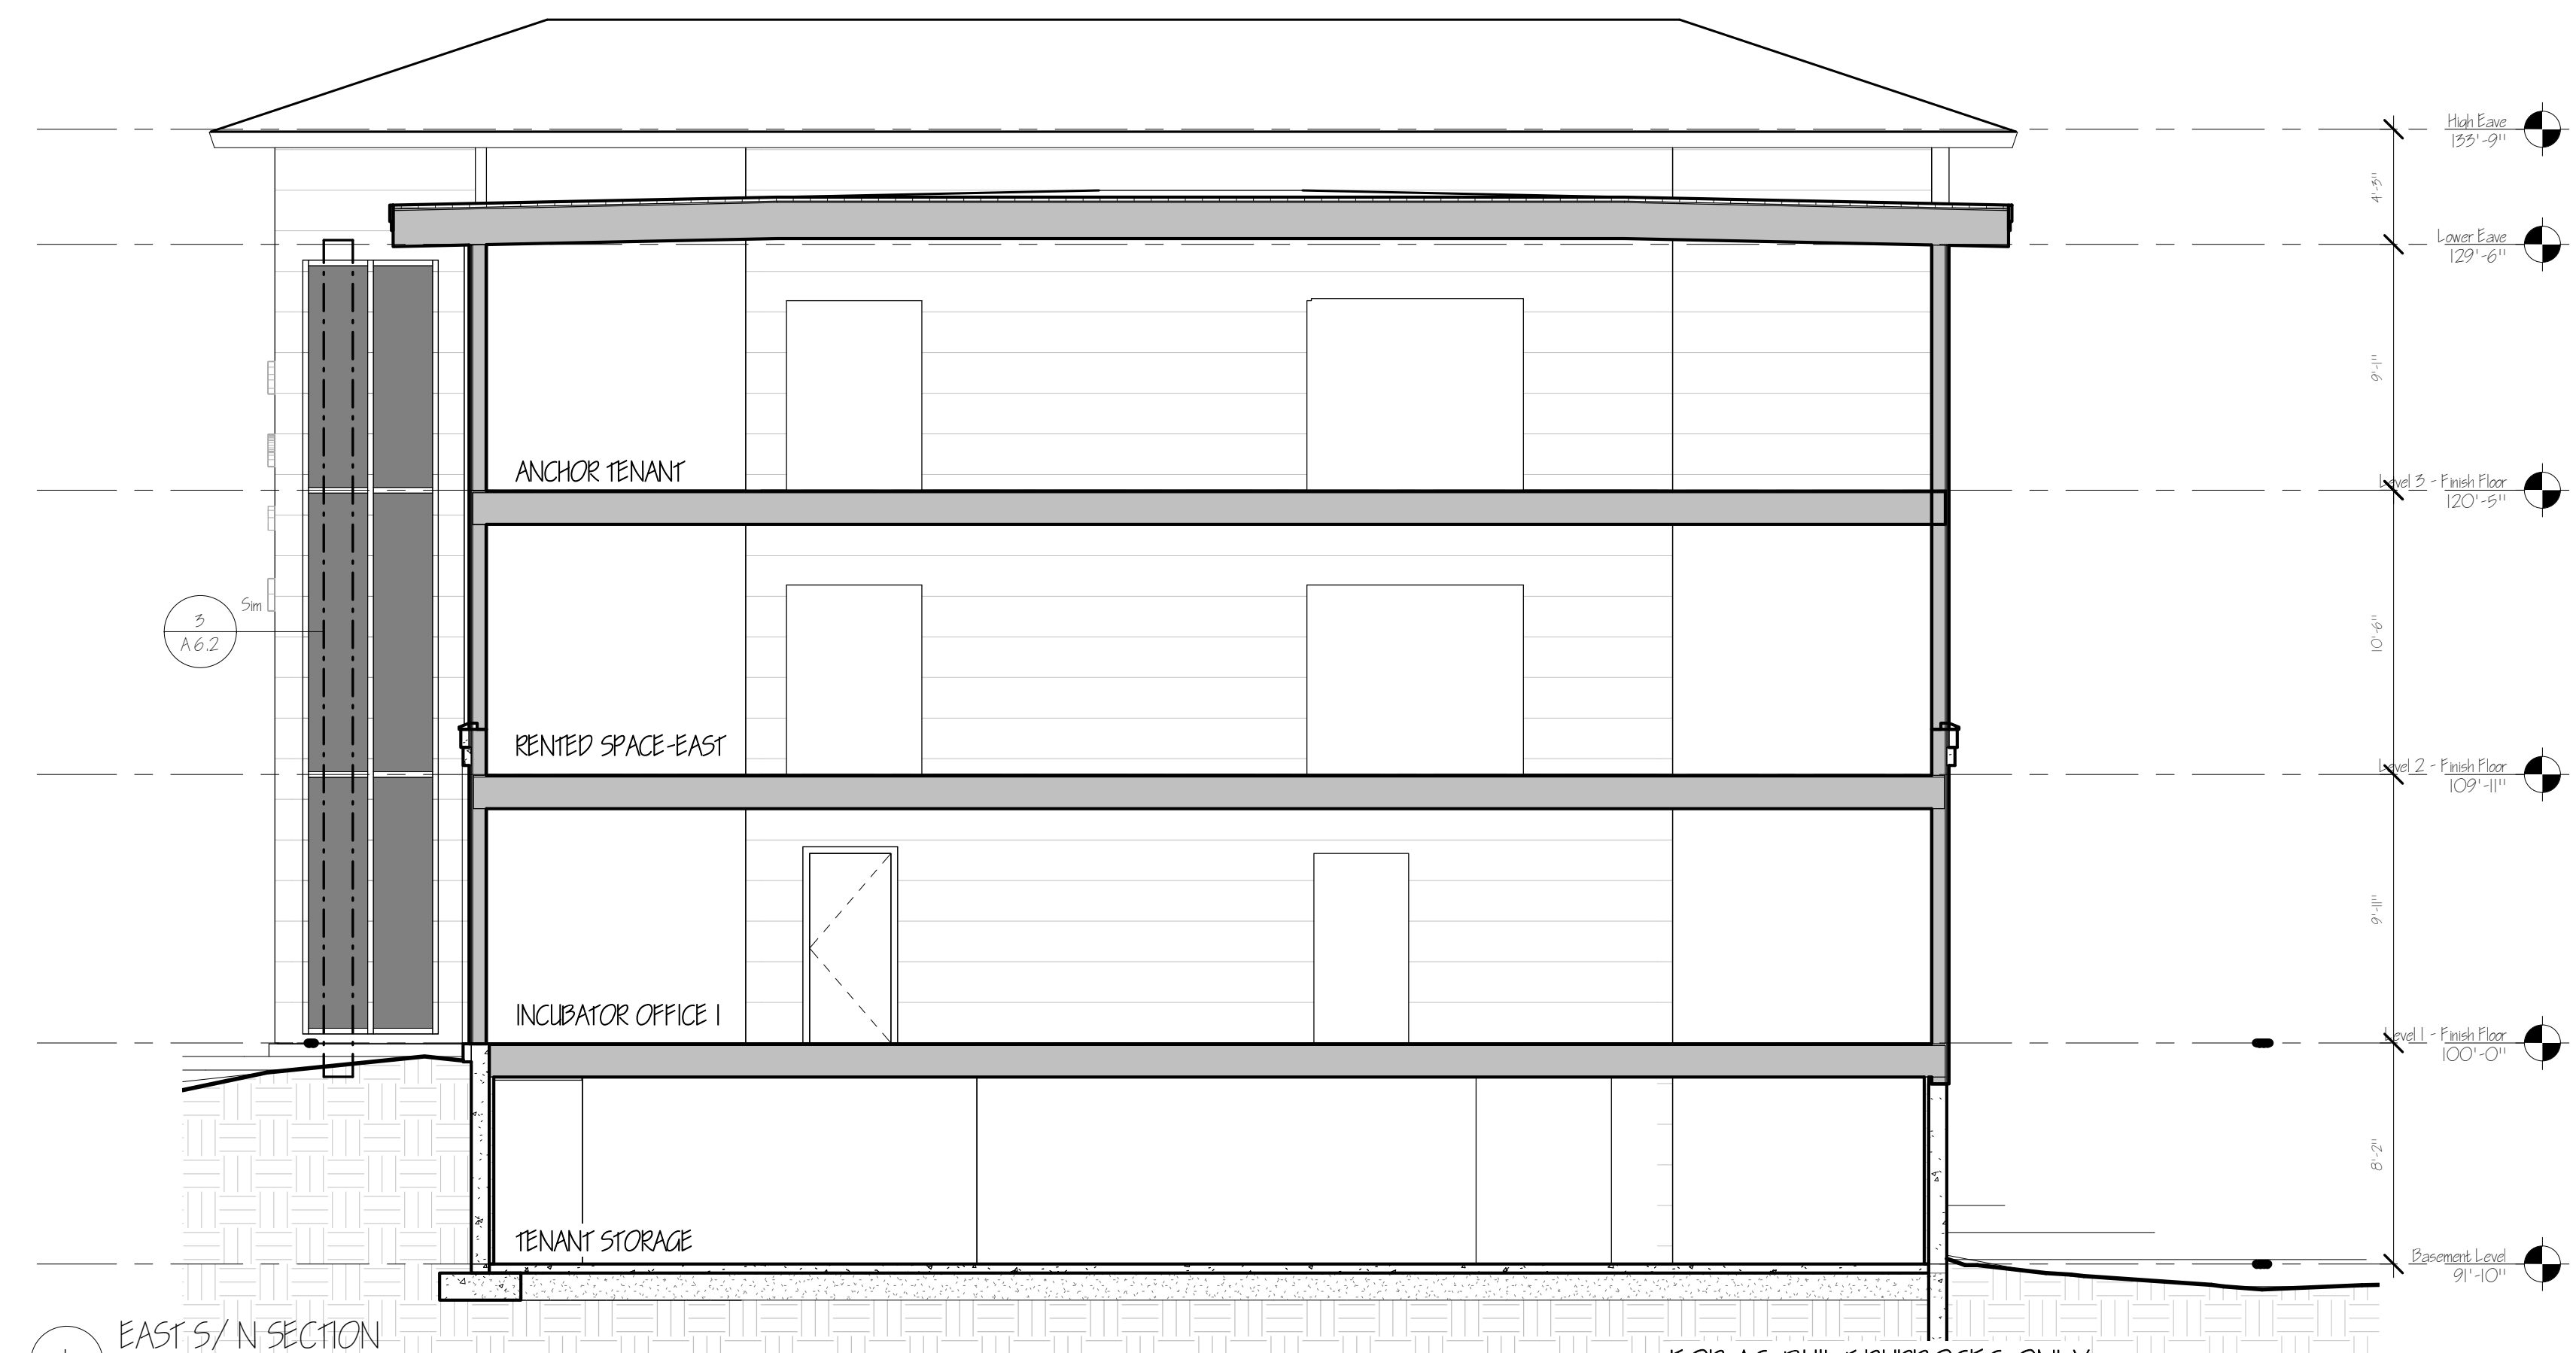 High Eave
133'-9"
4'-3"
Lower Eave
129'-6"
9'-1"
ANCHOR TENANT
Level 3 - Finish Floor
120'-5"
Sim
3
A6.2
10'-6"
RENTED SPACE-EAST
Level 2 - Finish Floor
109'-11"
9'-11"
INCUBATOR OFFICE 1
Level 1 - Finish Floor
100'-0"
8'-2"
TENANT STORAGE
Basement Level
91'-10"
EAST S/ N SECTION